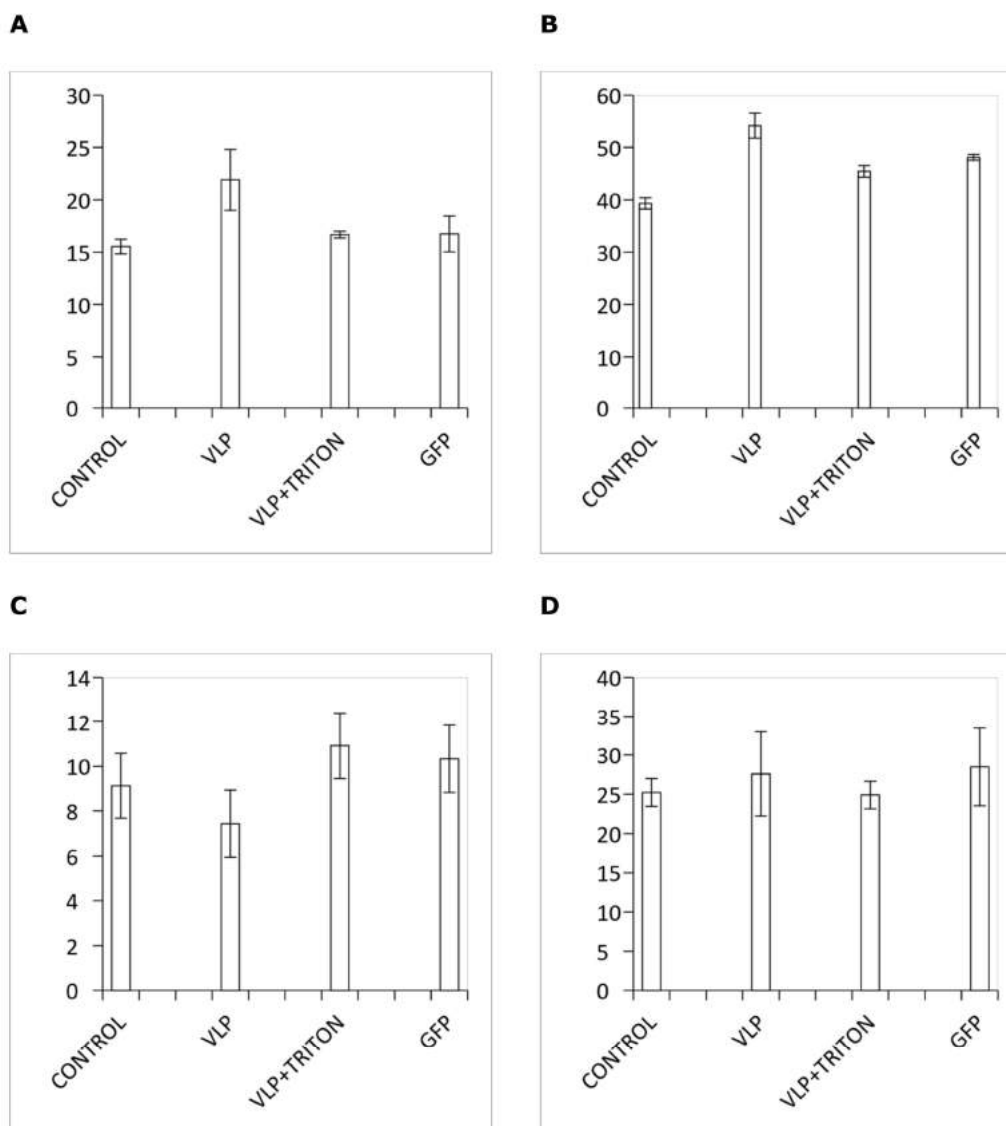 A
30
25
20
15
10
5
0
CONTROL
VLP
VLP+TRITON
GFP
B
60
50
40
30
20
10
0
CONTROL
VLP
VLP+TRITON
GFP
C
14
12
10
8
6
4
2
0
CONTROL
VLP
VLP+TRITON
GFP
D
40
35
30
25
20
15
10
5
0
CONTROL
VLP
VLP+TRITON
GFP